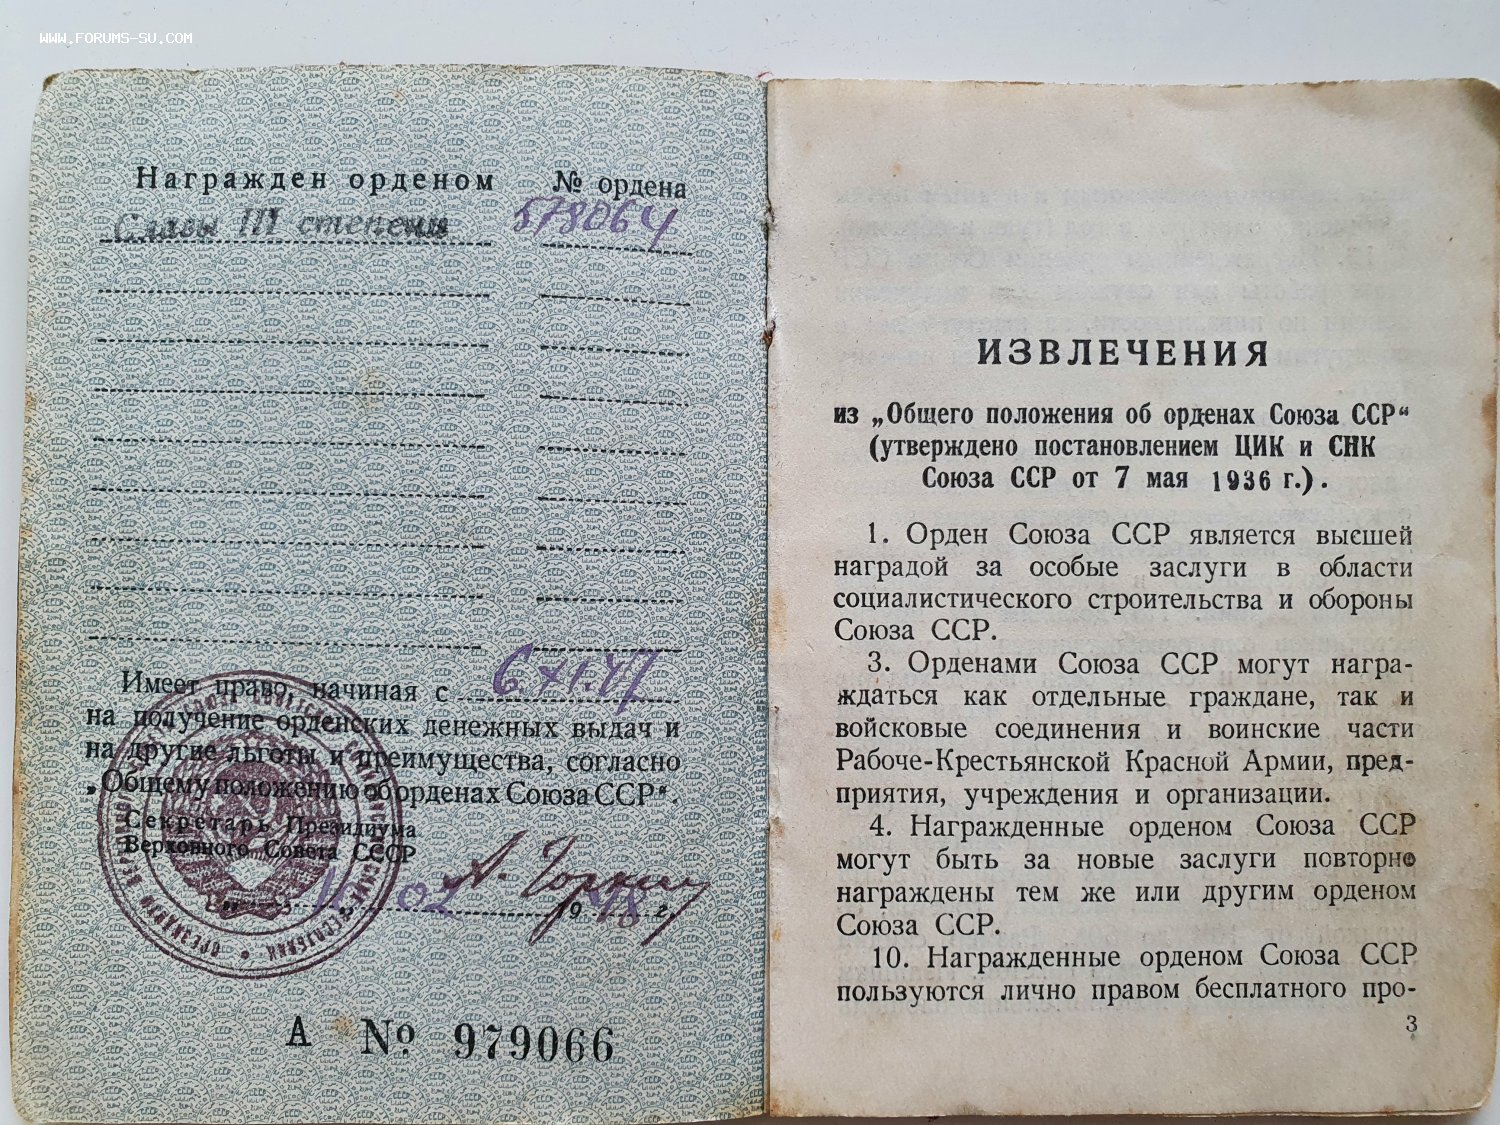 WWW.FORUMS-SU.COM
Награжден орденом № ордена
Славы III степени 578064
Имеет право, начиная с 6.XI.47
на получение орденских денежных выдач и
на другие льготы и преимущества, согласно
„Общему положению об орденах Союза ССР“.
Секретарь Президиума
Верховного Совета СССР
А. Горкин
16 02 1948 г.
А № 979066
ИЗВЛЕЧЕНИЯ
из „Общего положения об орденах Союза ССР“
(утверждено постановлением ЦИК и СНК
Союза ССР от 7 мая 1936 г.).
1. Орден Союза ССР является высшей
наградой за особые заслуги в области
социалистического строительства и обороны
Союза ССР.
3. Орденами Союза ССР могут награ-
ждаться как отдельные граждане, так и
войсковые соединения и воинские части
Рабоче-Крестьянской Красной Армии, пред-
приятия, учреждения и организации.
4. Награжденные орденом Союза ССР
могут быть за новые заслуги повторно
награждены тем же или другим орденом
Союза ССР.
10. Награжденные орденом Союза ССР
пользуются лично правом бесплатного про-
3